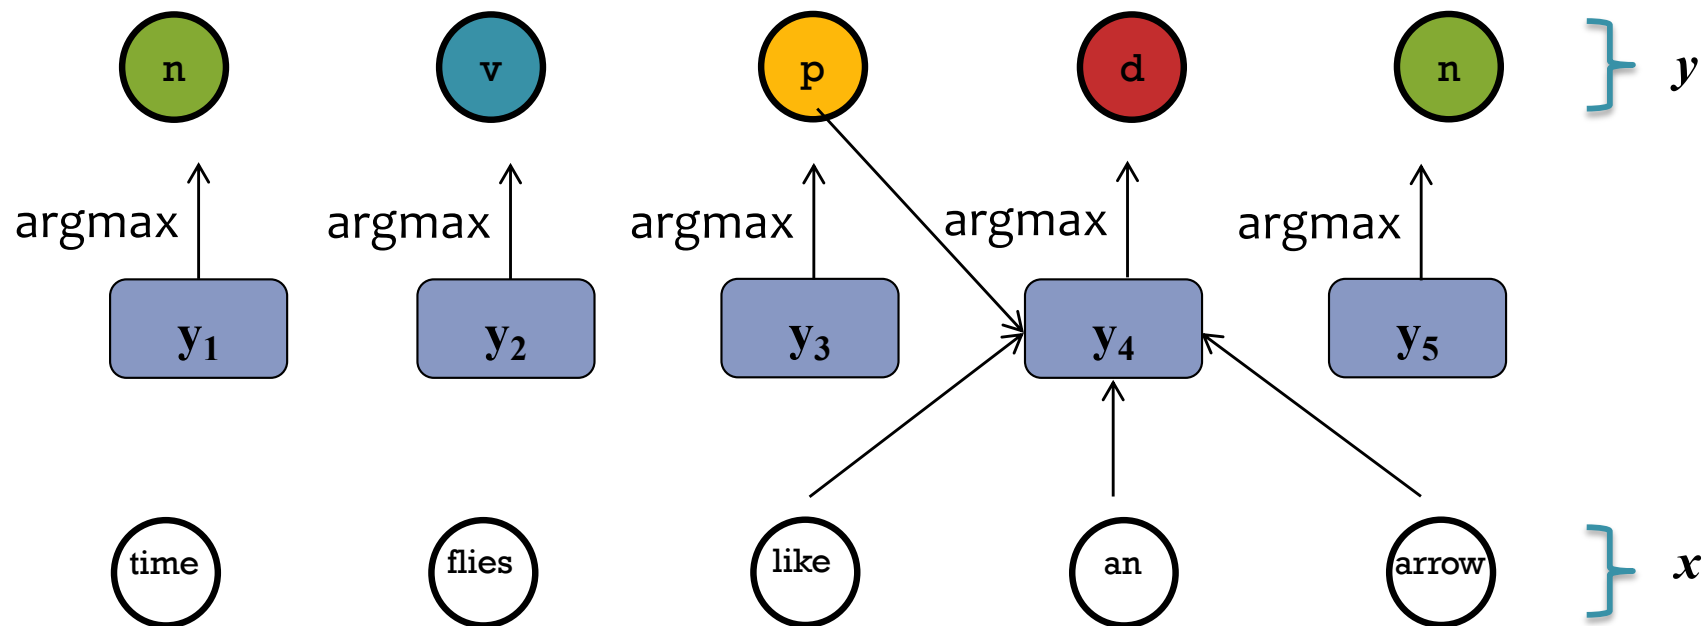 n v p d n y
argmax argmax argmax argmax argmax
y₁ y₂ y₃ y₄ y₅
time flies like an arrow x